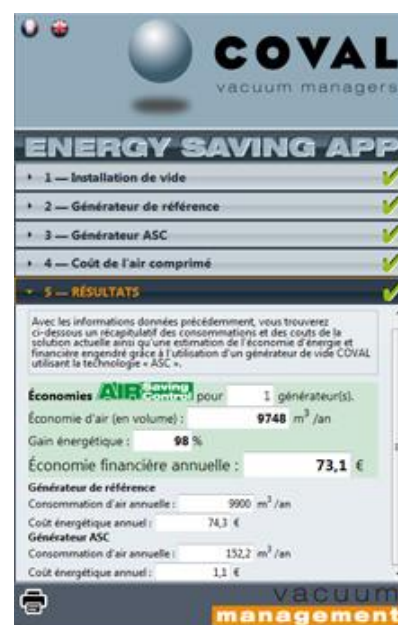 COVAL
vacuum managers
ENERGY SAVING APP
1 — Installation de vide
2 — Générateur de référence
3 — Générateur ASC
4 — Coût de l'air comprimé
5 — RÉSULTATS
Avec les informations données précédemment, vous trouverez
ci-dessous un récapitulatif des consommations et des couts de la
solution actuelle ainsi qu'une estimation de l'économie d'énergie et
financière engendré grâce à l'utilisation d'un générateur de vide COVAL
utilisant la technologie « ASC ».
Économies AIR Saving Control pour 1 générateur(s).
Économie d'air (en volume) : 9748 m³ /an
Gain énergétique : 98 %
Économie financière annuelle : 73,1 €
Générateur de référence
Consommation d'air annuelle : 9900 m³ /an
Coût énergétique annuel : 74,3 €
Générateur ASC
Consommation d'air annuelle : 152,2 m³ /an
Coût énergétique annuel : 1,1 €
vacuum
management